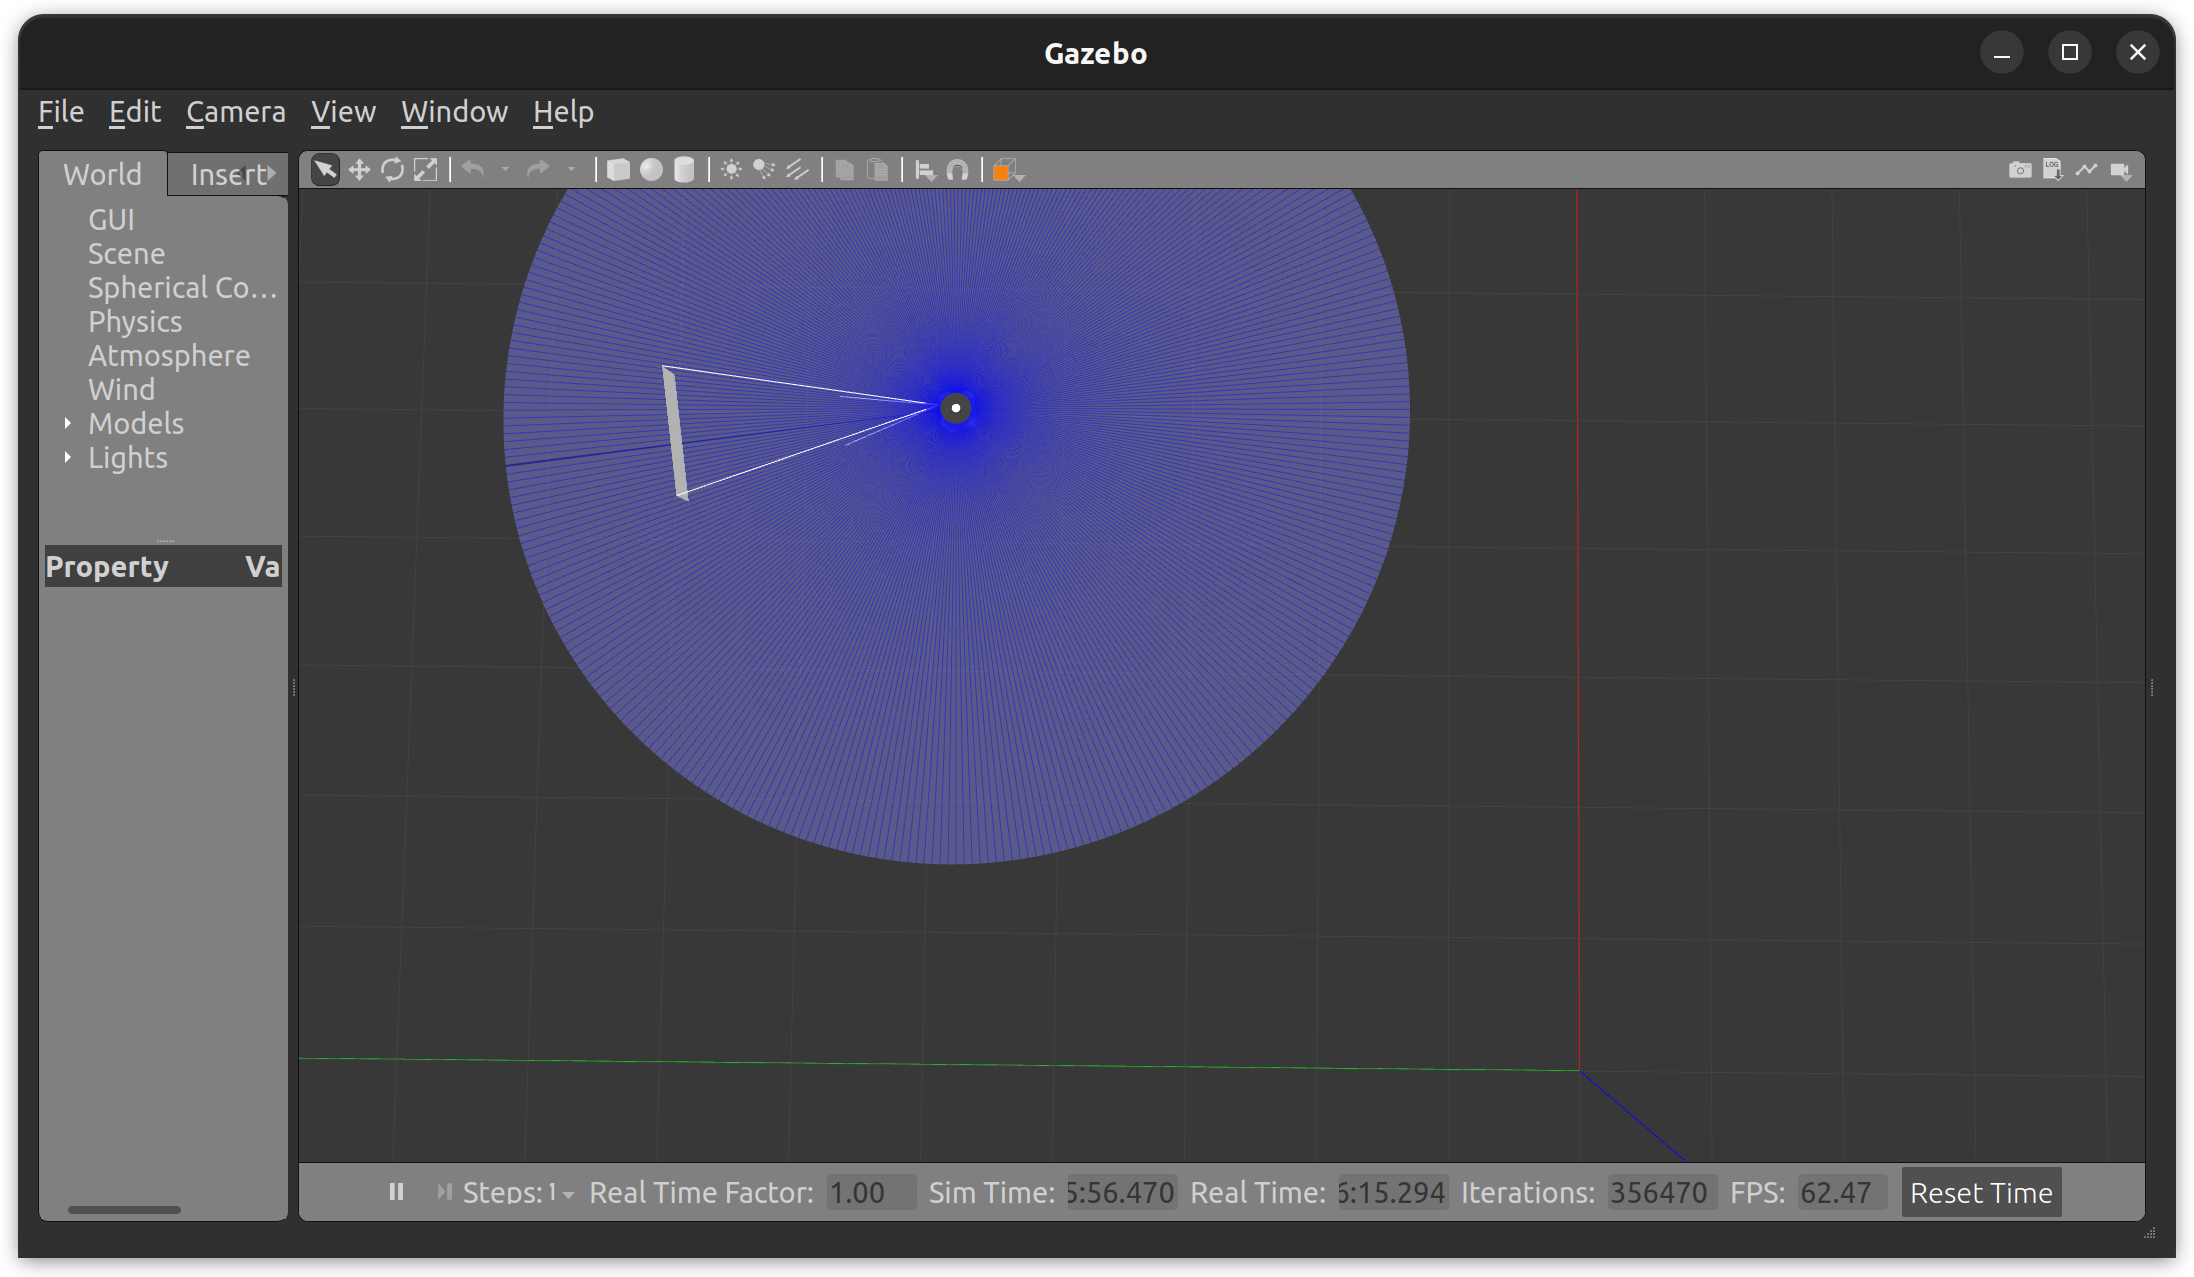 Gazebo
File Edit Camera View Window Help
World Insert
GUI
Scene
Spherical Co...
Physics
Atmosphere
Wind
Models
Lights
Property Va
LOG
Steps: 1 Real Time Factor: 1.00 Sim Time: 5:56.470 Real Time: 6:15.294 Iterations: 356470 FPS: 62.47 Reset Time